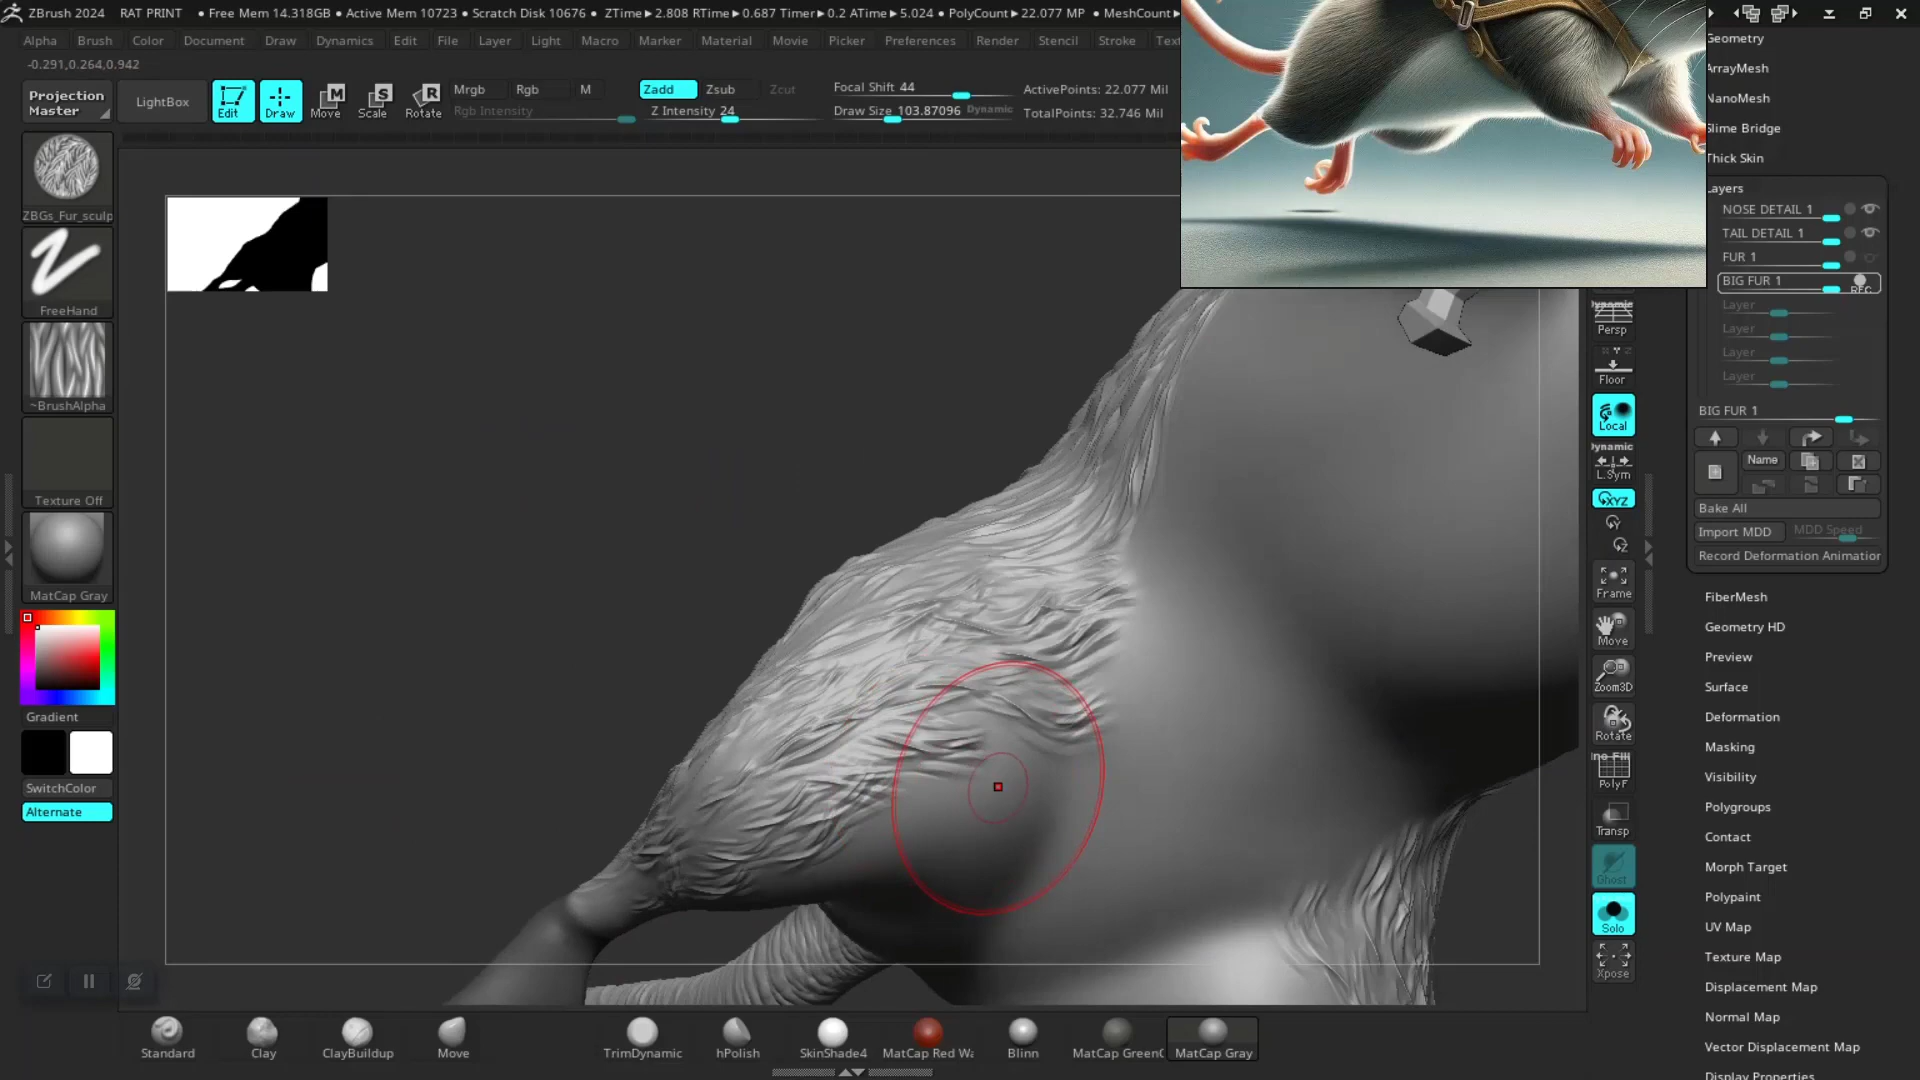 ZBrush 2024 RAT PRINT • Free Mem 14.318GB • Active Mem 10723 • Scratch Disk 10676 • ZTime▶2.808 RTime▶0.687 Timer▶0.2 ATime▶5.024 • PolyCount▶22.077 MP • MeshCount▶
Alpha Brush Color Document Draw Dynamics Edit File Layer Light Macro Marker Material Movie Picker Preferences Render Stencil Stroke Text
-0.291,0.264,0.942
Projection Master
LightBox
Edit
Draw
Move
Scale
Rotate
Mrgb Rgb M
Rgb Intensity
Zadd Zsub Zcut
Z Intensity 24
Focal Shift 44
Draw Size 103.87096 Dynamic
ActivePoints: 22.077 Mil
TotalPoints: 32.746 Mil
ZBGs_Fur_sculp
FreeHand
~BrushAlpha
Texture Off
MatCap Gray
Gradient
SwitchColor
Alternate
Dynamic
Persp
Floor
Local
Dynamic
L.Sym
XYZ
Y
Z
Frame
Move
Zoom3D
Rotate
ine Fill
PolyF
Transp
Ghost
Solo
Xpose
Geometry
ArrayMesh
NanoMesh
Slime Bridge
Thick Skin
Layers
NOSE DETAIL 1
TAIL DETAIL 1
FUR 1
BIG FUR 1 REC
Layer
Layer
Layer
Layer
BIG FUR 1
Name
Bake All
Import MDD MDD Speed
Record Deformation Animation
FiberMesh
Geometry HD
Preview
Surface
Deformation
Masking
Visibility
Polygroups
Contact
Morph Target
Polypaint
UV Map
Texture Map
Displacement Map
Normal Map
Vector Displacement Map
Display Properties
Standard Clay ClayBuildup Move TrimDynamic hPolish SkinShade4 MatCap Red Wa Blinn MatCap GreenC MatCap Gray